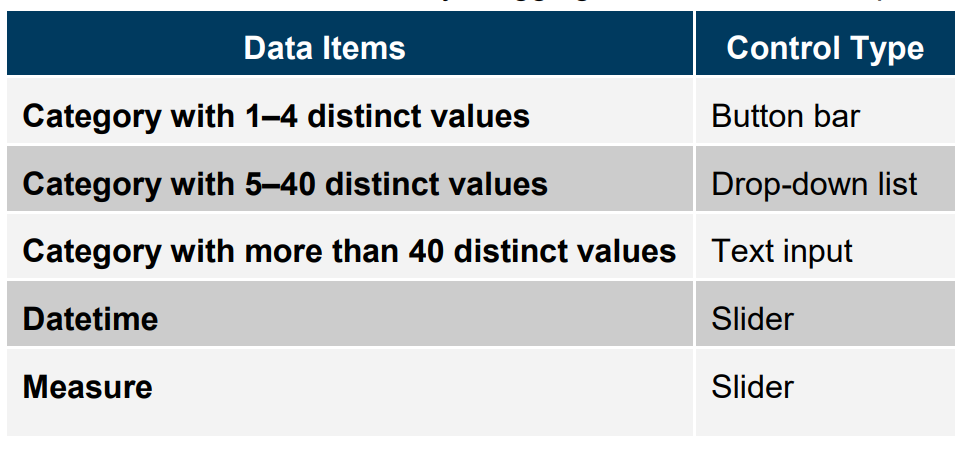 Data Items Control Type
Category with 1–4 distinct values Button bar
Category with 5–40 distinct values Drop-down list
Category with more than 40 distinct values Text input
Datetime Slider
Measure Slider